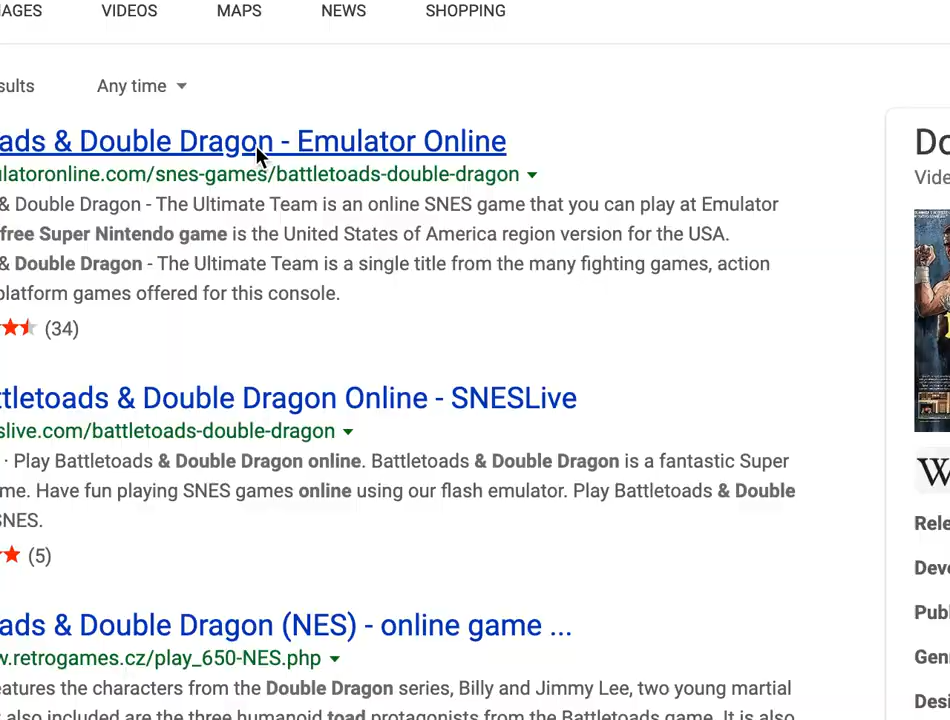 AGES VIDEOS MAPS NEWS SHOPPING
sults Any time
ads & Double Dragon - Emulator Online
latoronline.com/snes-games/battletoads-double-dragon
& Double Dragon - The Ultimate Team is an online SNES game that you can play at Emulator
free Super Nintendo game is the United States of America region version for the USA.
& Double Dragon - The Ultimate Team is a single title from the many fighting games, action
platform games offered for this console.
(34)
ttletoads & Double Dragon Online - SNESLive
slive.com/battletoads-double-dragon
· Play Battletoads & Double Dragon online. Battletoads & Double Dragon is a fantastic Super
me. Have fun playing SNES games online using our flash emulator. Play Battletoads & Double
SNES.
(5)
ads & Double Dragon (NES) - online game ...
w.retrogames.cz/play_650-NES.php
eatures the characters from the Double Dragon series, Billy and Jimmy Lee, two young martial
also included are the three humanoid toad protagonists from the Battletoads game. It is also
Do
Vide
W
Rele
Deve
Publ
Genr
Desi